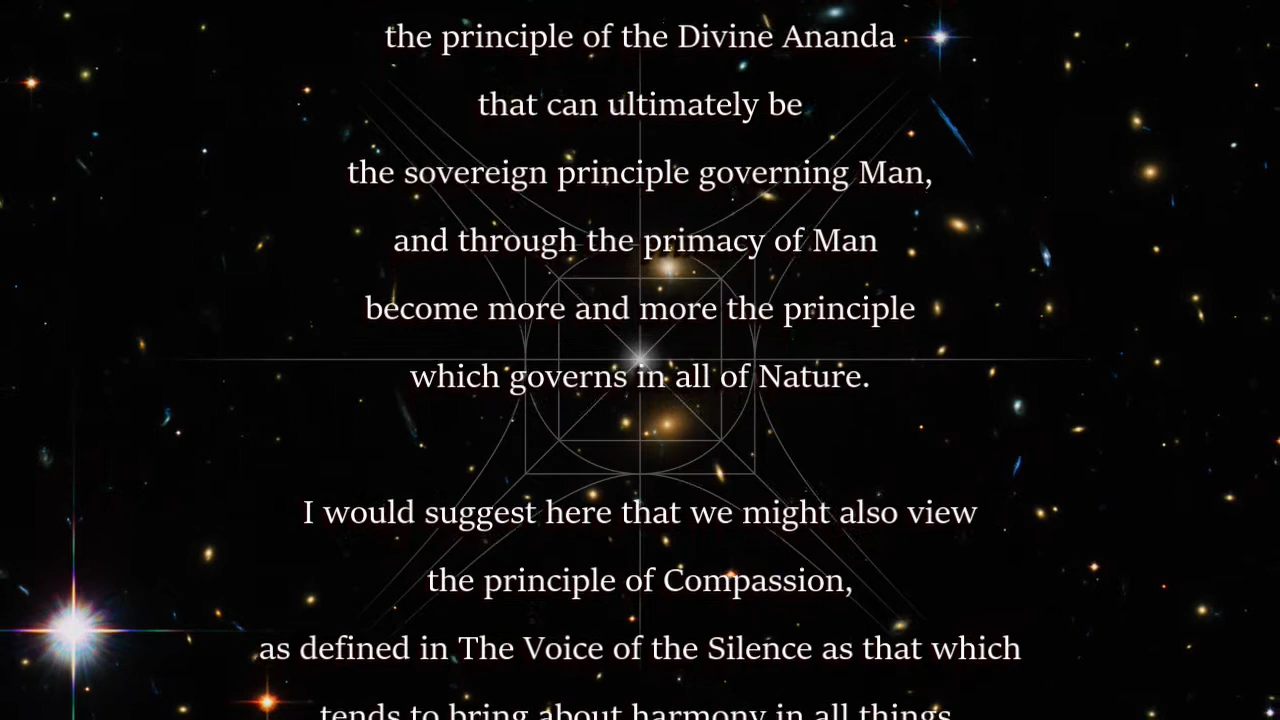 the principle of the Divine Ananda
that can ultimately be
the sovereign principle governing Man,
and through the primacy of Man
become more and more the principle
which governs in all of Nature.
I would suggest here that we might also view
the principle of Compassion,
as defined in The Voice of the Silence as that which
tends to bring about harmony in all things